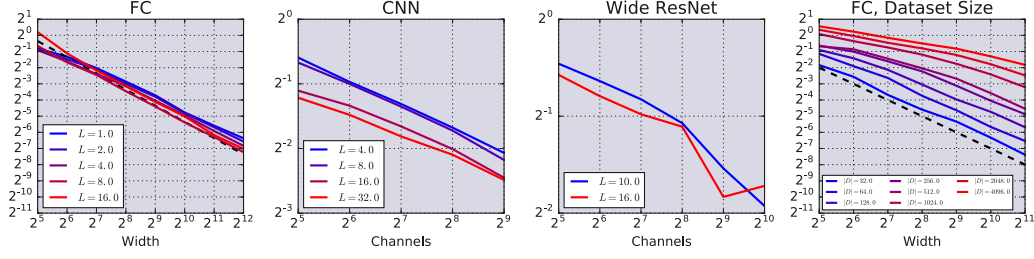 FC
2^1
2^0
2^-1
2^-2
2^-3
2^-4
2^-5
2^-6
2^-7
2^-8
2^-9
2^-10
2^-11
L = 1.0
L = 2.0
L = 4.0
L = 8.0
L = 16.0
2^5 2^6 2^7 2^8 2^9 2^10 2^11 2^12
Width
CNN
2^0
2^-1
2^-2
2^-3
L = 4.0
L = 8.0
L = 16.0
L = 32.0
2^5 2^6 2^7 2^8 2^9
Channels
Wide ResNet
2^0
2^-1
2^-2
L = 10.0
L = 16.0
2^5 2^6 2^7 2^8 2^9 2^10
Channels
FC, Dataset Size
2^1
2^0
2^-1
2^-2
2^-3
2^-4
2^-5
2^-6
2^-7
2^-8
2^-9
2^-10
2^-11
|D| = 32.0 |D| = 256.0 |D| = 2048.0
|D| = 64.0 |D| = 512.0 |D| = 4096.0
|D| = 128.0 |D| = 1024.0
2^5 2^6 2^7 2^8 2^9 2^10 2^11
Width